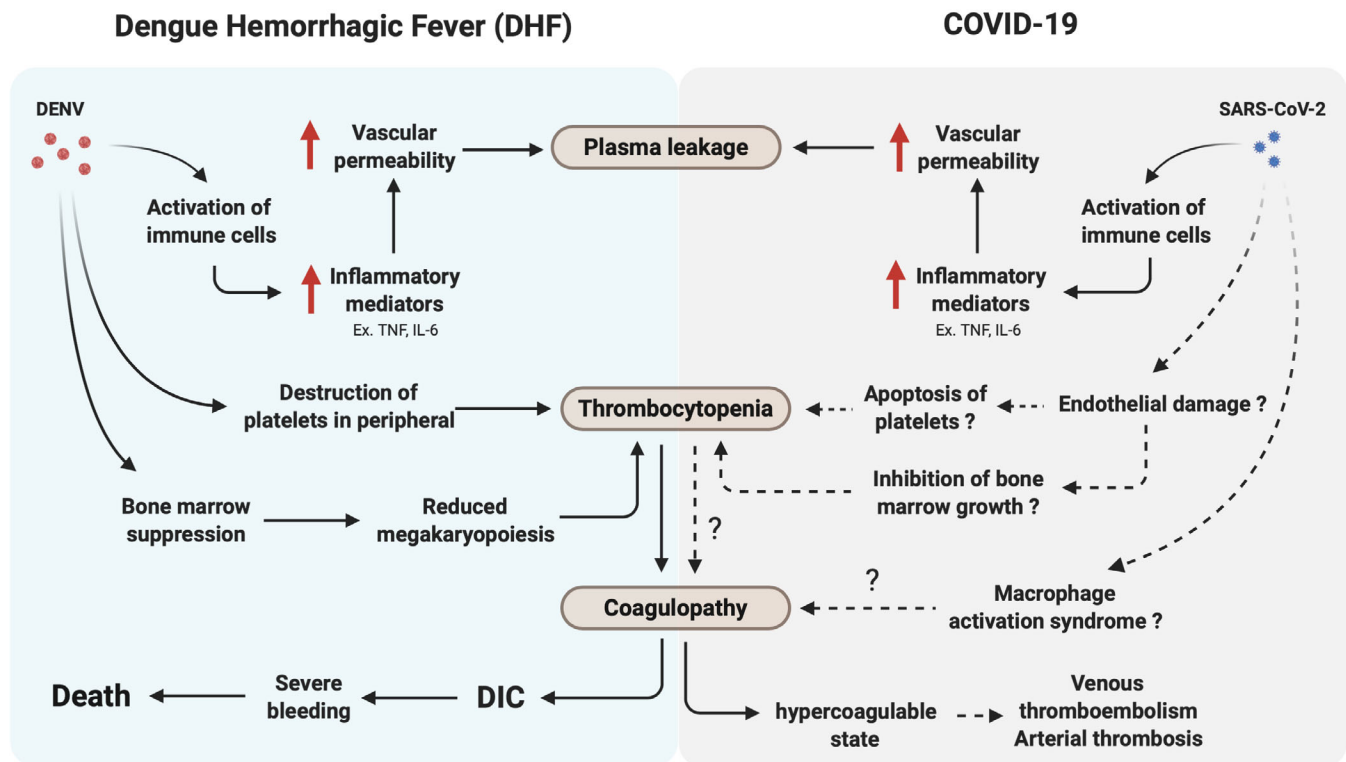 Dengue Hemorrhagic Fever (DHF)
COVID-19
DENV
SARS-CoV-2
Vascular
permeability
Plasma leakage
Vascular
permeability
Activation of
immune cells
Activation of
immune cells
Inflammatory
mediators
Ex. TNF, IL-6
Inflammatory
mediators
Ex. TNF, IL-6
Destruction of
platelets in peripheral
Thrombocytopenia
Apoptosis of
platelets ?
Endothelial damage ?
Inhibition of bone
marrow growth ?
Bone marrow
suppression
Reduced
megakaryopoiesis
?
?
Coagulopathy
Macrophage
activation syndrome ?
Death
Severe
bleeding
DIC
hypercoagulable
state
Venous
thromboembolism
Arterial thrombosis